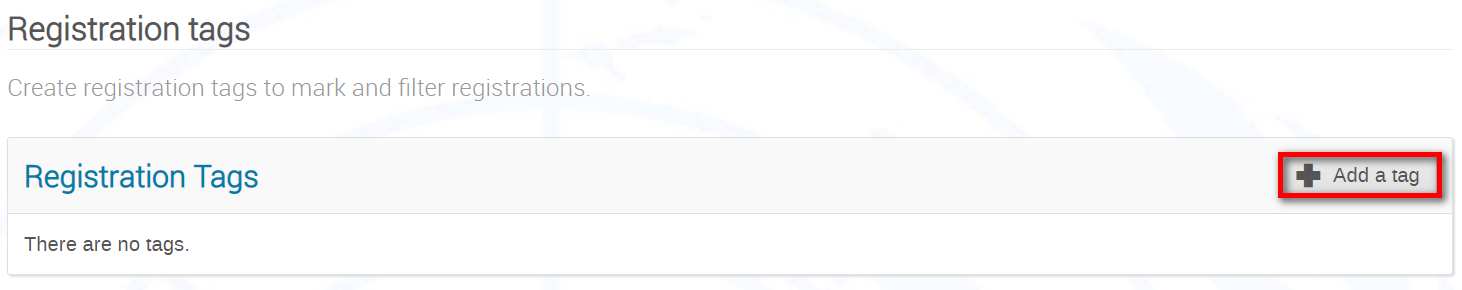 Registration tags
Create registration tags to mark and filter registrations.
Registration Tags
Add a tag
There are no tags.